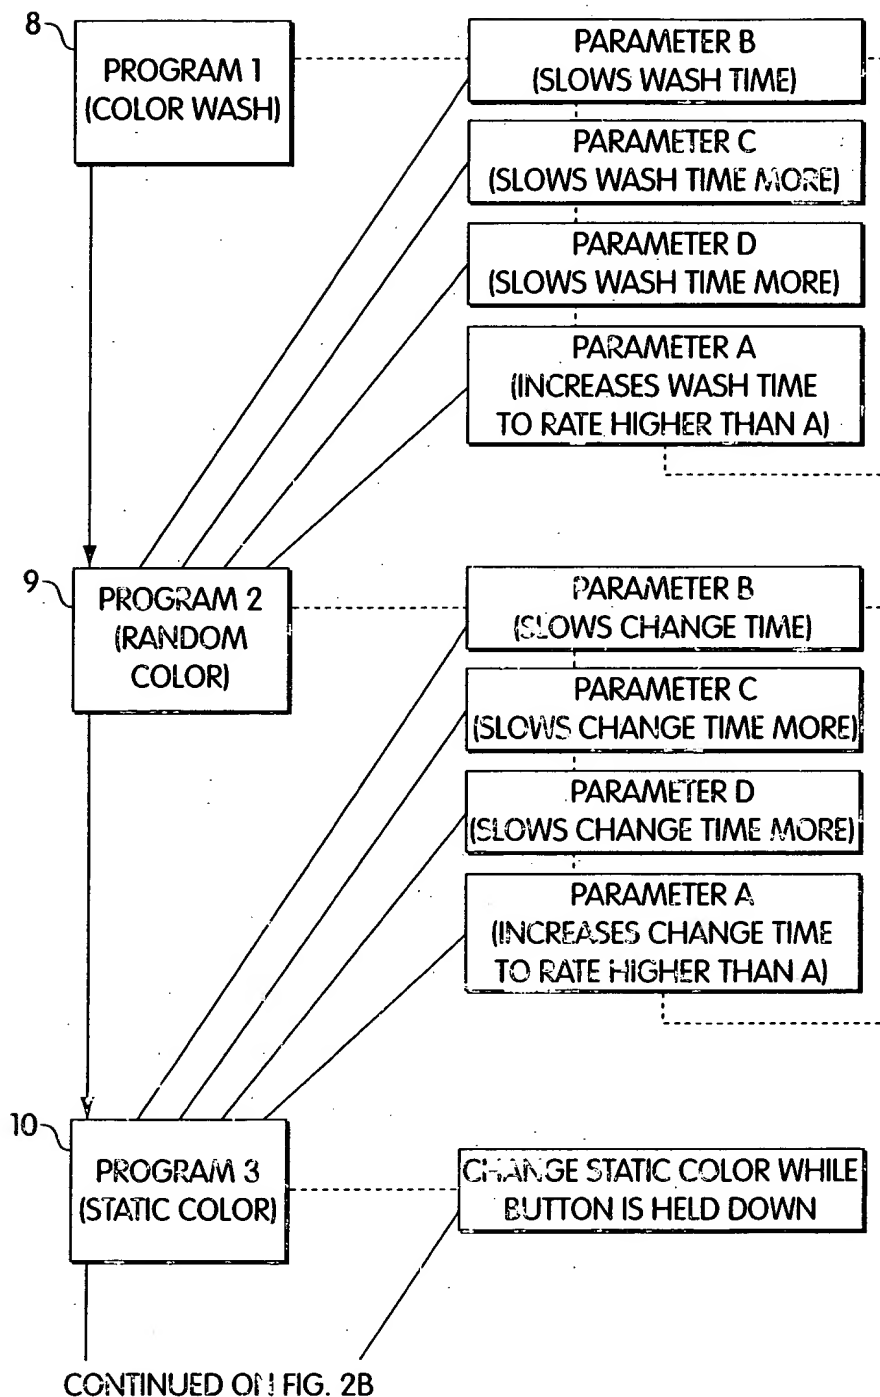 8
PROGRAM 1
(COLOR WASH)
PARAMETER B
(SLOWS WASH TIME)
PARAMETER C
(SLOWS WASH TIME MORE)
PARAMETER D
(SLOWS WASH TIME MORE)
PARAMETER A
(INCREASES WASH TIME
TO RATE HIGHER THAN A)
9
PROGRAM 2
(RANDOM
COLOR)
PARAMETER B
(SLOWS CHANGE TIME)
PARAMETER C
(SLOWS CHANGE TIME MORE)
PARAMETER D
(SLOWS CHANGE TIME MORE)
PARAMETER A
(INCREASES CHANGE TIME
TO RATE HIGHER THAN A)
10
PROGRAM 3
(STATIC COLOR)
CHANGE STATIC COLOR WHILE
BUTTON IS HELD DOWN
CONTINUED ON FIG. 2B